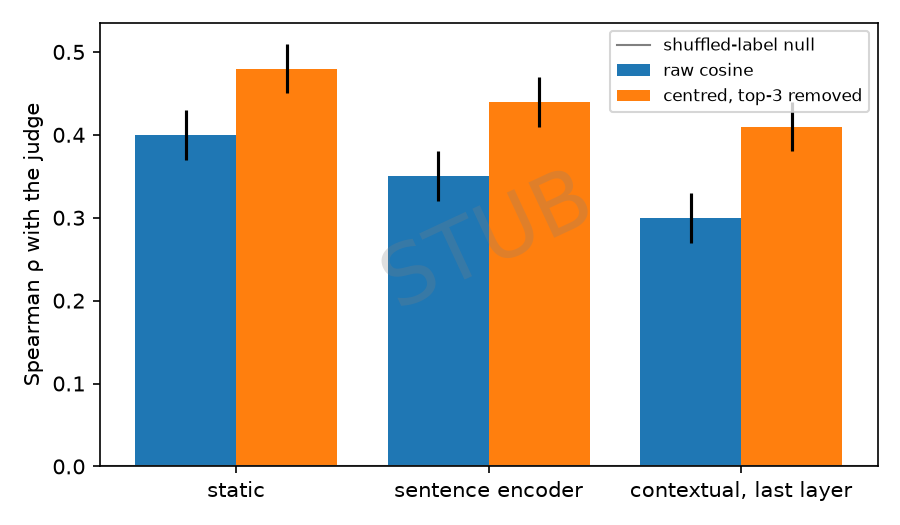 shuffled-label null
raw cosine
centred, top-3 removed
Spearman ρ with the judge
0.5
0.4
0.3
0.2
0.1
0.0
STUB
static
sentence encoder
contextual, last layer